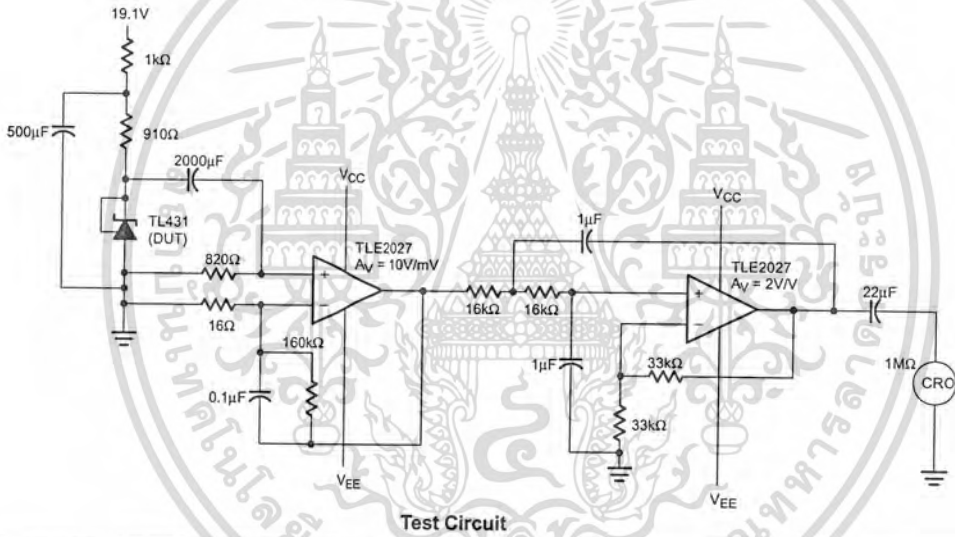 19.1V
1kΩ
500μF
910Ω
2000μF
VCC
TL431
(DUT)
820Ω
TLE2027
AV = 10V/mV
+
−
16Ω
160kΩ
0.1μF
VEE
1μF
16kΩ
16kΩ
VCC
TLE2027
AV = 2V/V
+
−
22μF
1μF
33kΩ
33kΩ
1MΩ
CRO
VEE
Test Circuit